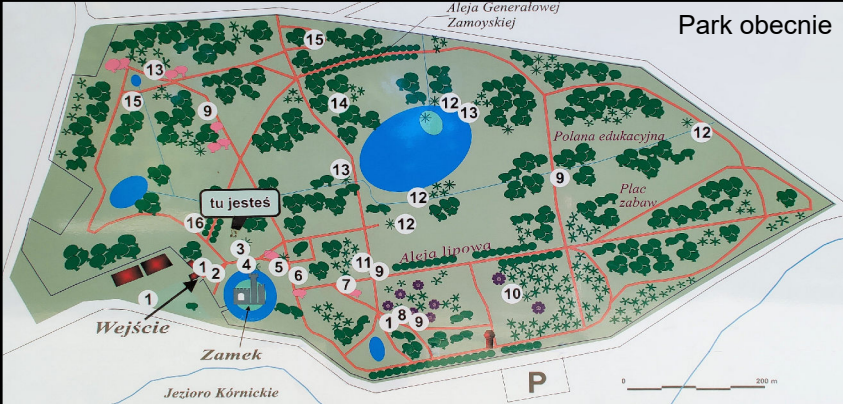 Aleja Generałowej
Zamoyskiej
Park obecnie
15
13
15
9
14
12
13
Polana edukacyjna
12
13
9
Plac
zabaw
tu jesteś
12
16
12
3
Aleja lipowa
1
2
4
5
6
11
9
7
10
1
1
8
9
Wejście
Zamek
P
0
200 m
Jezioro Kórnickie